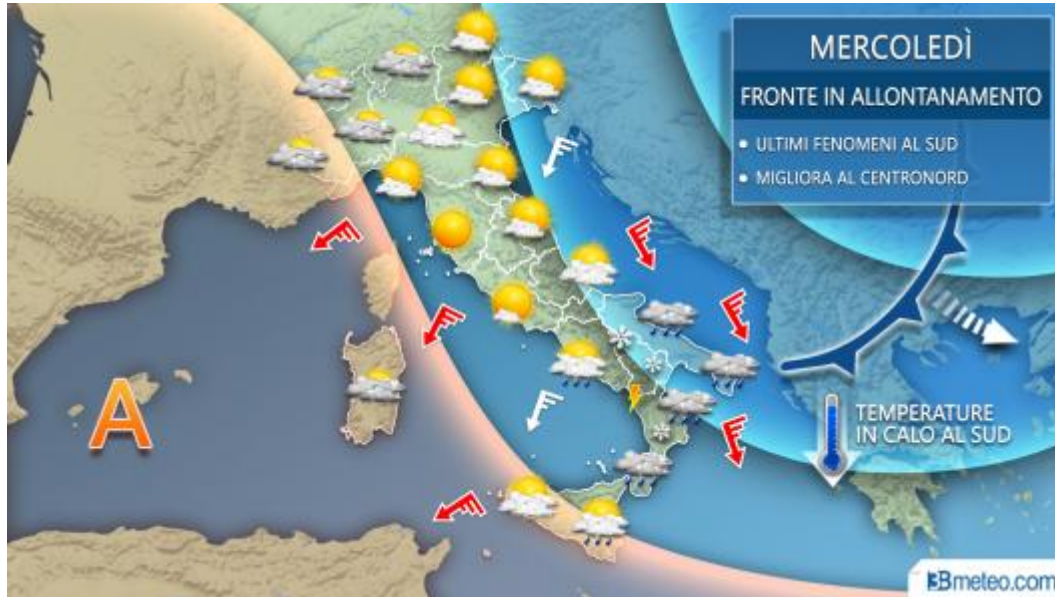 MERCOLEDÌ
FRONTE IN ALLONTANAMENTO
• ULTIMI FENOMENI AL SUD
• MIGLIORA AL CENTRONORD
A
TEMPERATURE
IN CALO AL SUD
3Bmeteo.com